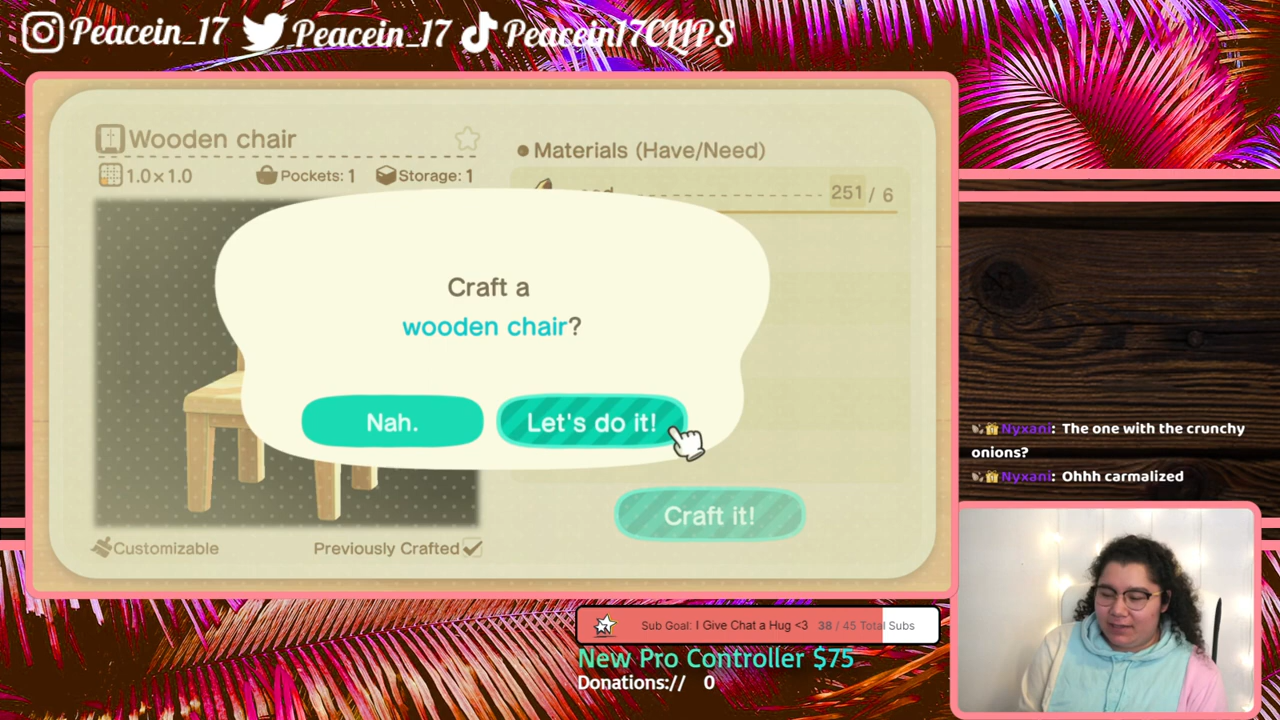 Peacein_17 Peacein_17 Peacein17CLIPS
Wooden chair
1.0×1.0 Pockets: 1 Storage: 1
Materials (Have/Need)
251 / 6
Craft a
wooden chair?
Nah. Let's do it!
Craft it!
Customizable Previously Crafted
Nyxani: The one with the crunchy
onions?
Nyxani: Ohhh carmalized
Sub Goal: I Give Chat a Hug <3 38 / 45 Total Subs
New Pro Controller $75
Donations:// 0